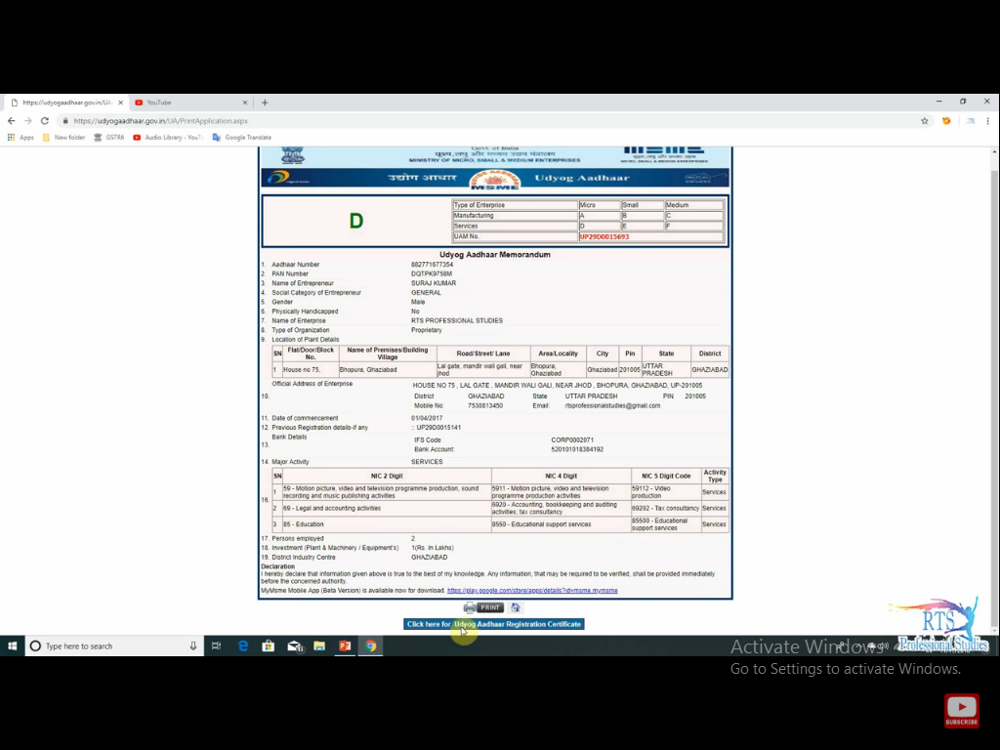 https://udyogaadhaar.gov.in/UA/
YouTube
https://udyogaadhaar.gov.in/UA/PrintApplication.aspx
Apps New folder GSTR6 Audio Library - YouT Google Translate
Govt. of India
सूक्ष्म, लघु और मध्यम उद्यम मंत्रालय
MINISTRY OF MICRO, SMALL & MEDIUM ENTERPRISES
उद्योग आधार MSME Udyog Aadhaar
D
Type of Enterprise Micro Small Medium
Manufacturing A B C
Services D E F
UAM No. UP29D0015693
Udyog Aadhaar Memorandum
1. Aadhaar Number 882771677354
2. PAN Number DQTPK9758M
3. Name of Entrepreneur SURAJ KUMAR
4. Social Category of Entrepreneur GENERAL
5. Gender Male
6. Physically Handicapped No
7. Name of Enterprise RTS PROFESSIONAL STUDIES
8. Type of Organization Proprietary
9. Location of Plant Details
SN Flat/Door/Block No. Name of Premises/Building Village Road/Street/ Lane Area/Locality City Pin State District
1 House no 75, Bhopura, Ghaziabad Lal gate, mandir wali gali, near jhod Bhopura, Ghaziabad Ghaziabad 201005 UTTAR PRADESH GHAZIABAD
Official Address of Enterprise HOUSE NO 75 , LAL GATE , MANDIR WALI GALI, NEAR JHOD , BHOPURA, GHAZIABAD, UP-201005
10. District GHAZIABAD State UTTAR PRADESH PIN 201005
Mobile No: 7530813450 Email: rtsprofessionalstudies@gmail.com
11. Date of commencement 01/04/2017
12. Previous Registration details-if any :: UP29D0015141
13. Bank Details IFS Code CORP0002071
Bank Account: 520101018384192
14. Major Activity SERVICES
SN NIC 2 Digit NIC 4 Digit NIC 5 Digit Code Activity Type
16.
1 59 - Motion picture, video and television programme production, sound recording and music publishing activities 5911 - Motion picture, video and television programme production activities 59112 - Video production Services
2 69 - Legal and accounting activities 6920 - Accounting, bookkeeping and auditing activities; tax consultancy 69202 - Tax consultancy Services
3 85 - Education 8550 - Educational support services 85500 - Educational support services Services
17. Persons employed 2
18. Investment (Plant & Machinery / Equipment's) 1(Rs. In Lakhs)
19. District Industry Centre GHAZIABAD
Declaration
I hereby declare that information given above is true to the best of my knowledge. Any information, that may be required to be verified, shall be provided immediately
before the concerned authority.
MyMsme Mobile App (Beta Version) is available now for download. https://play.google.com/store/apps/details?id=msme.mymsme
PRINT
Click here for Udyog Aadhaar Registration Certificate
RTS
Professional Studies
Type here to search
Activate Windows
Go to Settings to activate Windows.
SUBSCRIBE